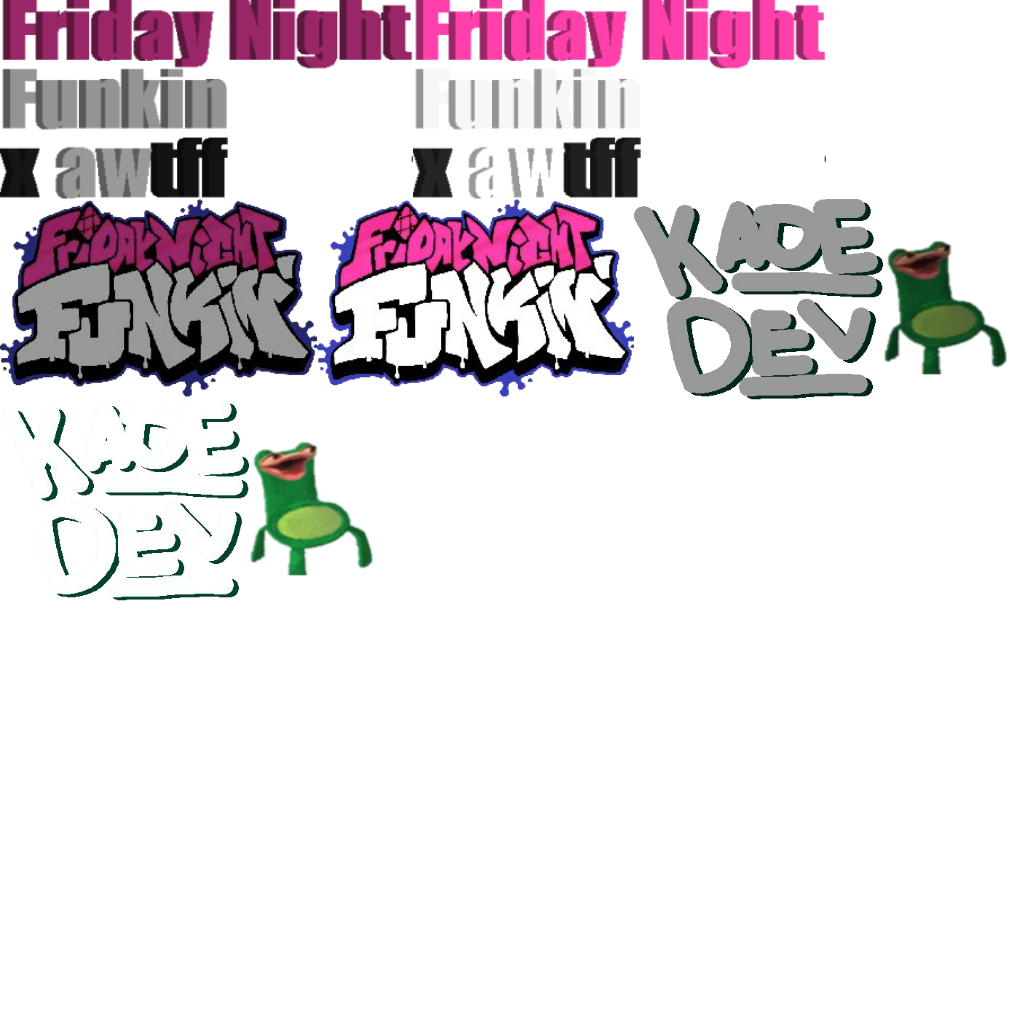 Friday Night Friday Night
Funkin Funkin
x awtff x awtff
FRIDAY NIGHT FRIDAY NIGHT KADE
FUNKIN' FUNKIN' DEV
KADE
DEV